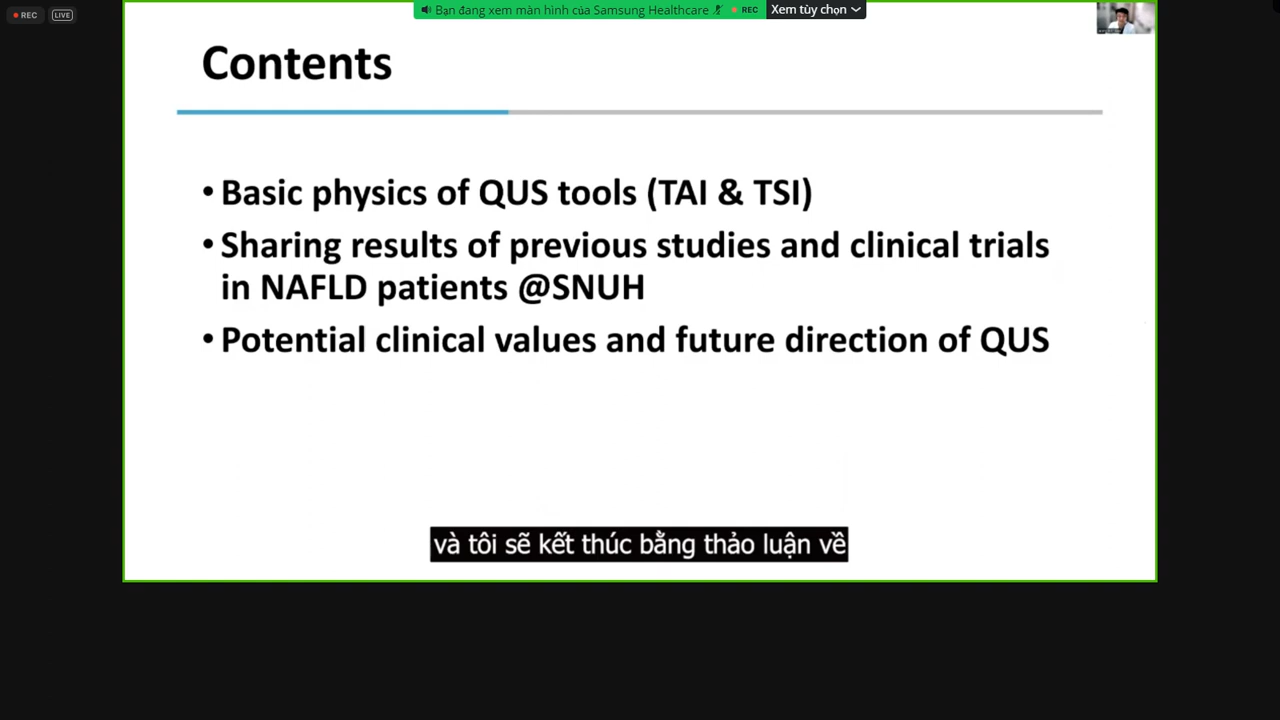 REC
LIVE
Bạn đang xem màn hình của Samsung Healthcare
REC
Xem tùy chọn
Contents
• Basic physics of QUS tools (TAI & TSI)
• Sharing results of previous studies and clinical trials
in NAFLD patients @SNUH
• Potential clinical values and future direction of QUS
và tôi sẽ kết thúc bằng thảo luận về